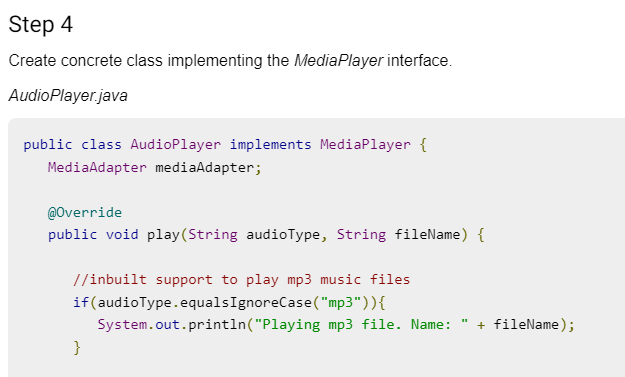 Step 4
Create concrete class implementing the MediaPlayer interface.
AudioPlayer.java
public class AudioPlayer implements MediaPlayer {
   MediaAdapter mediaAdapter;

   @Override
   public void play(String audioType, String fileName) {

      //inbuilt support to play mp3 music files
      if(audioType.equalsIgnoreCase("mp3")){
         System.out.println("Playing mp3 file. Name: " + fileName);
      }